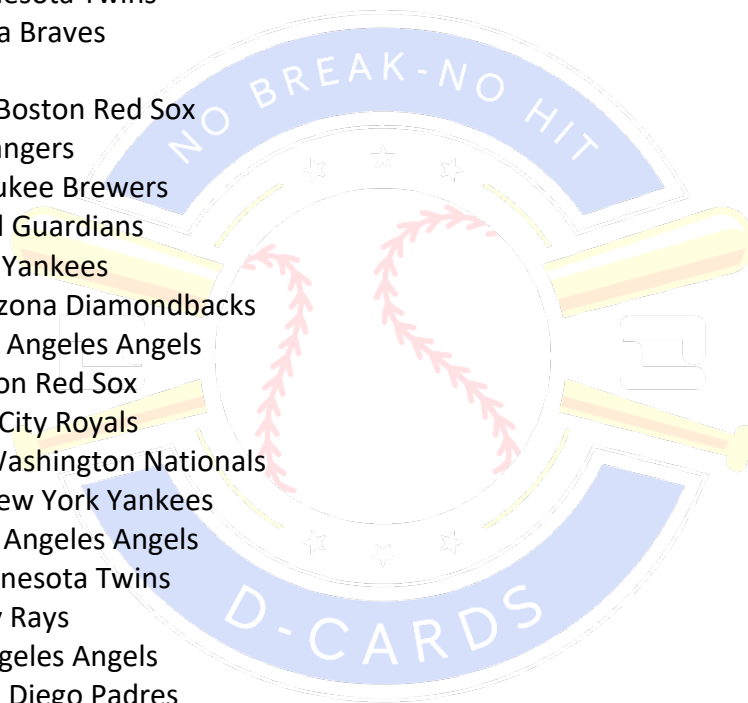 nesota Twins
a Braves
Boston Red Sox
angers
ukee Brewers
d Guardians
Yankees
zona Diamondbacks
Angeles Angels
on Red Sox
City Royals
Washington Nationals
ew York Yankees
Angeles Angels
nesota Twins
y Rays
geles Angels
Diego Padres
NO BREAK-NO HIT
D-CARDS